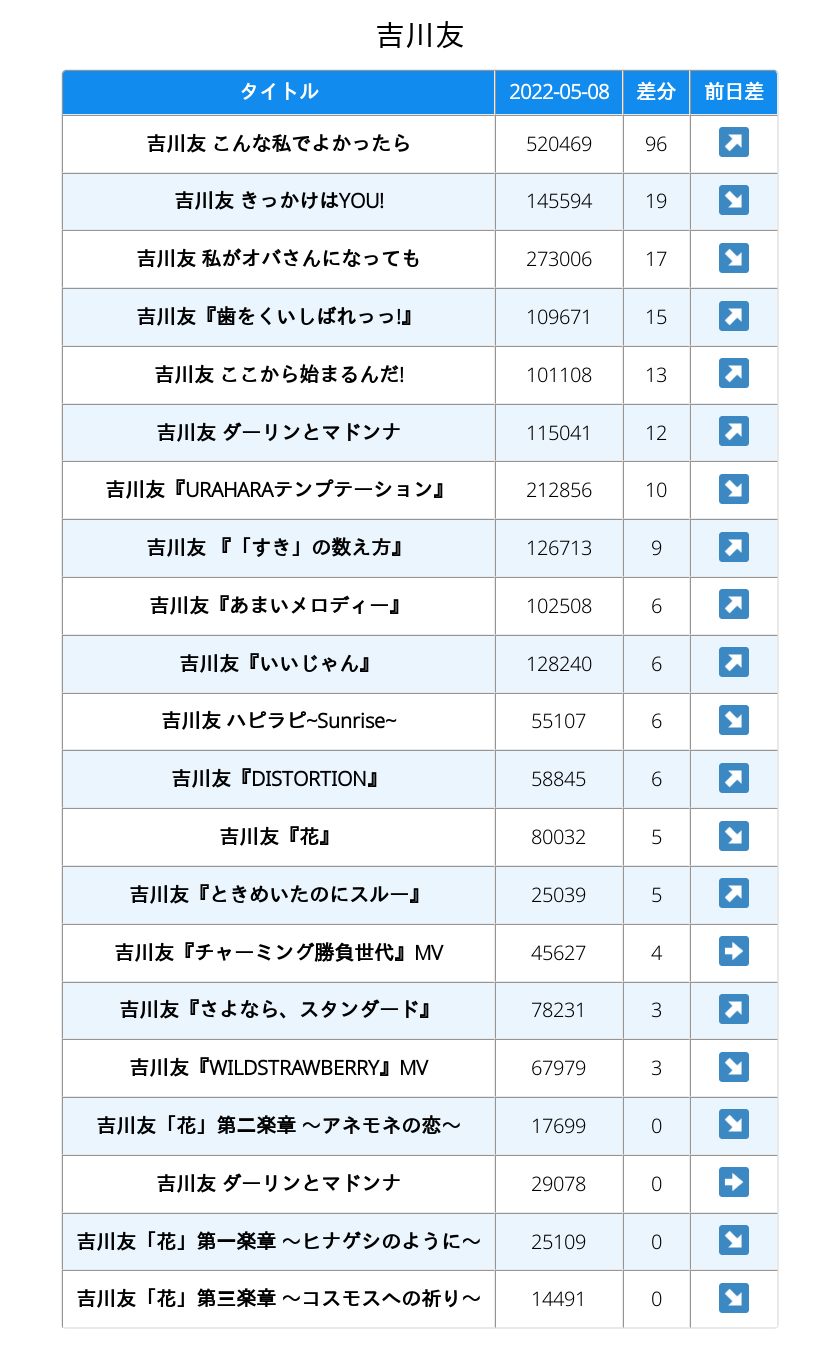 吉川友
タイトル 2022-05-08 差分 前日差
吉川友 こんな私でよかったら 520469 96
吉川友 きっかけはYOU! 145594 19
吉川友 私がオバさんになっても 273006 17
吉川友『歯をくいしばれっっ!』 109671 15
吉川友 ここから始まるんだ! 101108 13
吉川友 ダーリンとマドンナ 115041 12
吉川友『URAHARAテンプテーション』 212856 10
吉川友 『「すき」の数え方』 126713 9
吉川友『あまいメロディー』 102508 6
吉川友『いいじゃん』 128240 6
吉川友 ハピラピ~Sunrise~ 55107 6
吉川友『DISTORTION』 58845 6
吉川友『花』 80032 5
吉川友『ときめいたのにスルー』 25039 5
吉川友『チャーミング勝負世代』MV 45627 4
吉川友『さよなら、スタンダード』 78231 3
吉川友『WILDSTRAWBERRY』MV 67979 3
吉川友「花」第二楽章 ～アネモネの恋～ 17699 0
吉川友 ダーリンとマドンナ 29078 0
吉川友「花」第一楽章 ～ヒナゲシのように～ 25109 0
吉川友「花」第三楽章 ～コスモスへの祈り～ 14491 0